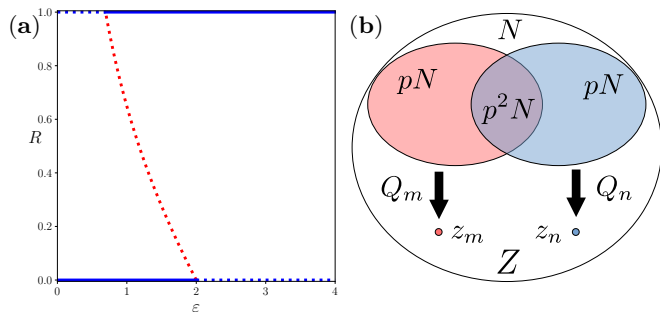 (a)
1.0
0.8
0.6
R
0.4
0.2
0.0
0 1 2 3 4
ε
(b)
N
pN p²N pN
Q_m Q_n
z_m z_n
Z